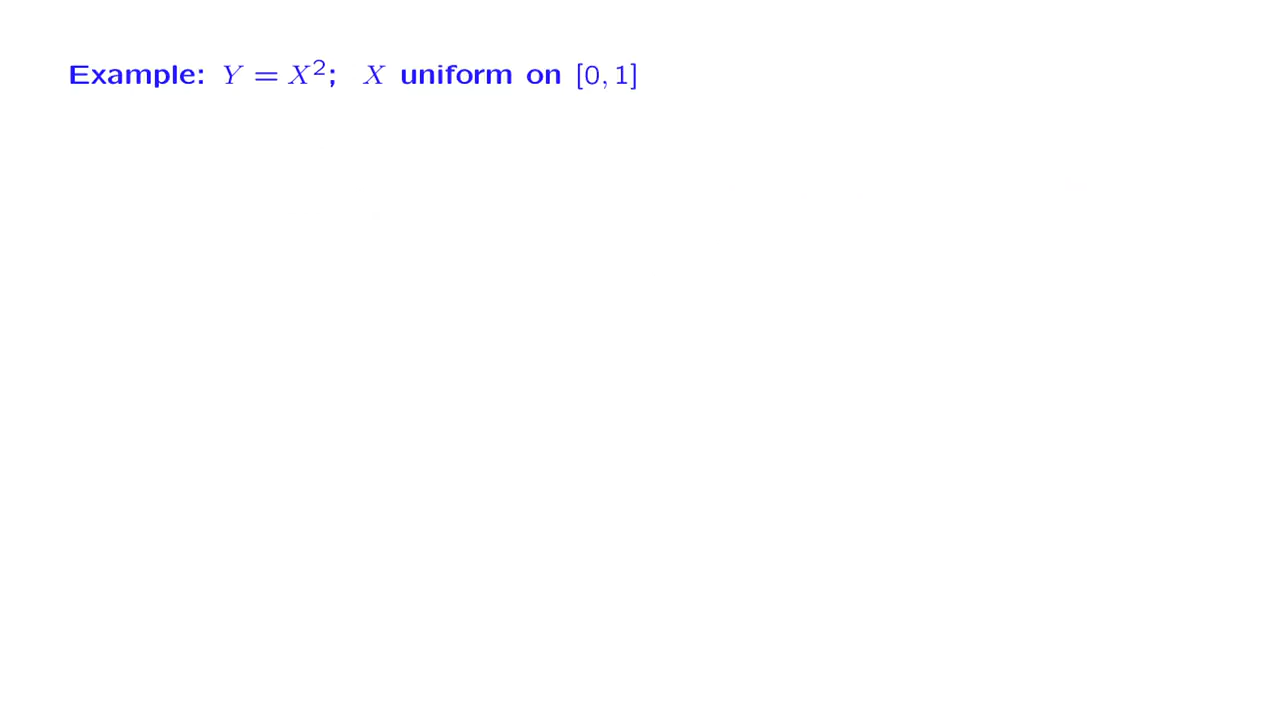 Example: Y = X²; X uniform on [0, 1]